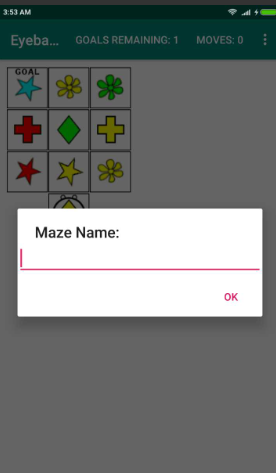 3:53 AM
Eyeba... GOALS REMAINING: 1 MOVES: 0
GOAL
Maze Name:
OK